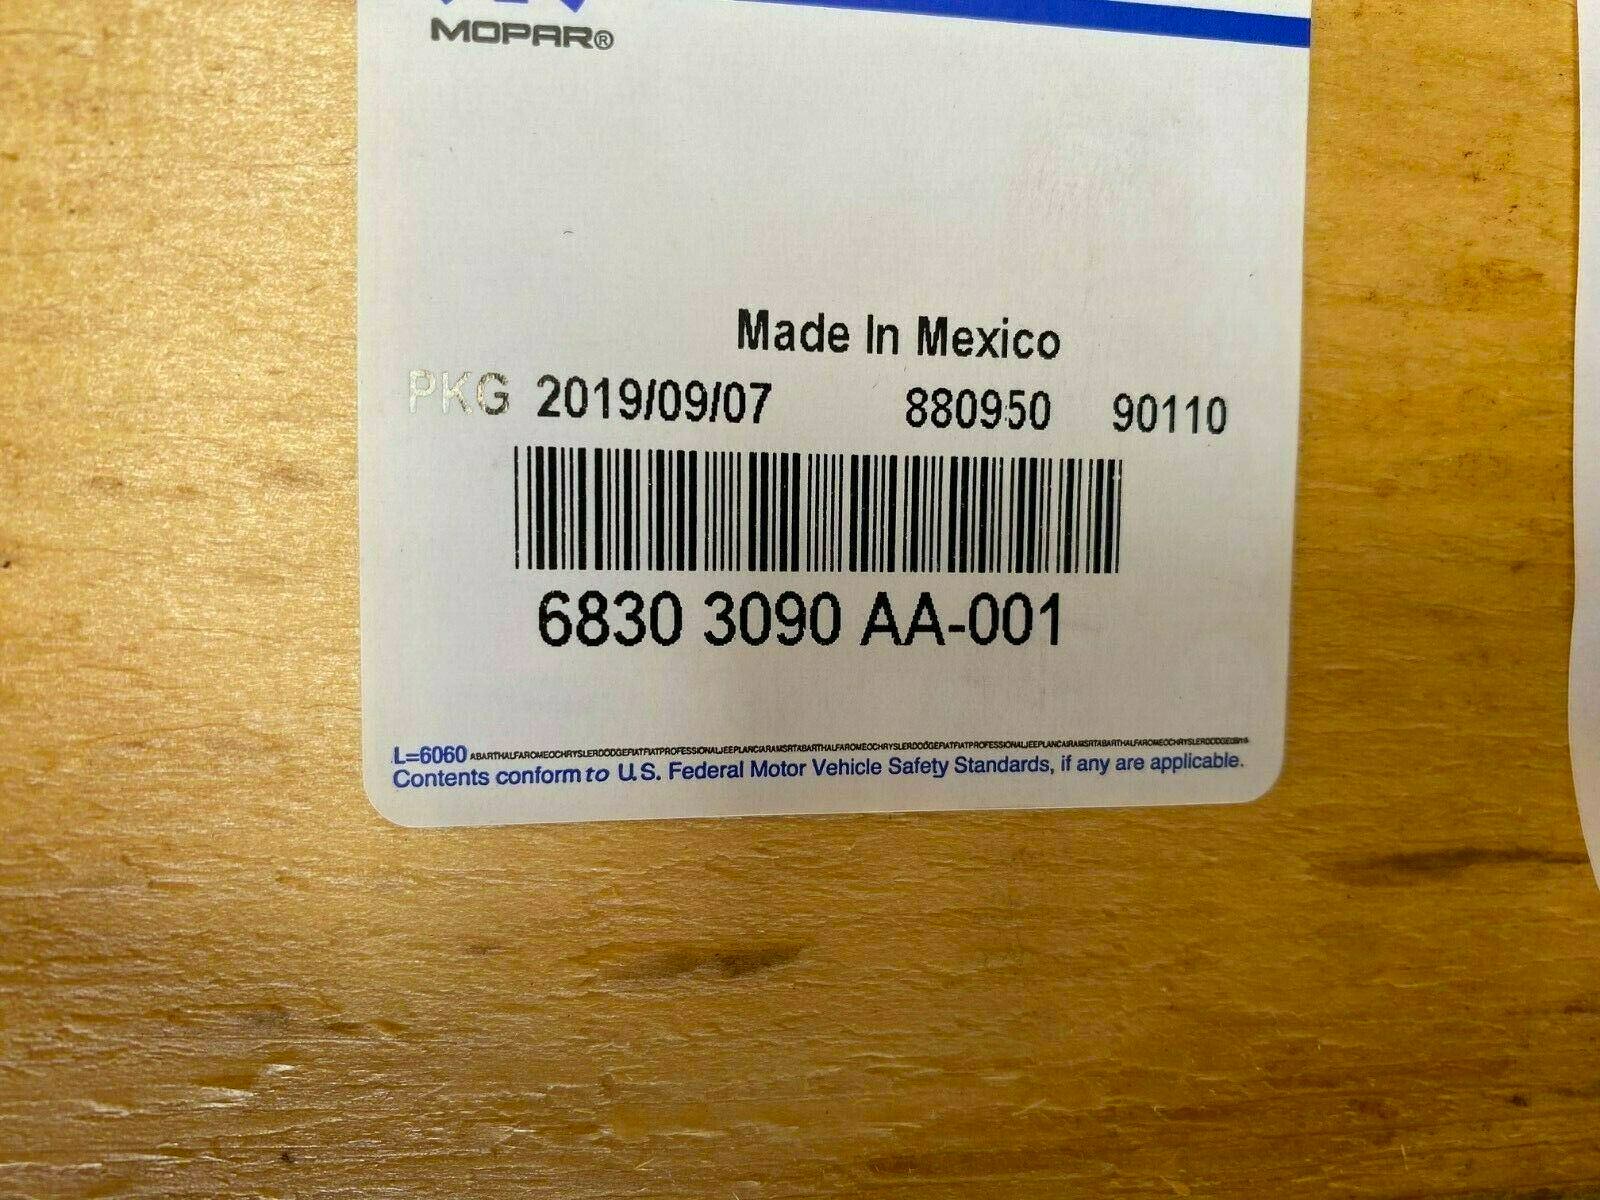 MOPAR®
Made In Mexico
PKG 2019/09/07 880950 90110
6830 3090 AA-001
L=6060 ABARTHALFAROMEOCHRYSLERDODGEFIATFIATPROFESSIONALJEEPLANCIARAMSRTABARTHALFAROMEOCHRYSLERDODGEFIATFIATPROFESSIONALJEEPLANCIARAMSRTABARTHALFAROMEOCHRYSLERDODGE
Contents conform to U.S. Federal Motor Vehicle Safety Standards, if any are applicable.